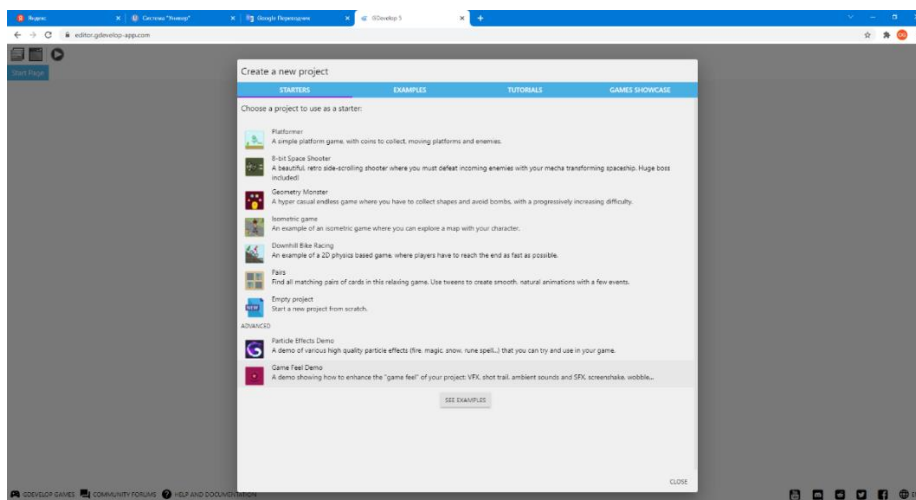 Яндекс
Система "Универ"
Google Переводчик
GDevelop 5
editor.gdevelop-app.com
Start Page
Create a new project
STARTERS EXAMPLES TUTORIALS GAMES SHOWCASE
Choose a project to use as a starter:
Platformer
A simple platform game, with coins to collect, moving platforms and enemies.
8-bit Space Shooter
A beautiful, retro side-scrolling shooter where you must defeat incoming enemies with your mecha transforming spaceship. Huge boss
included!
Geometry Monster
A hyper casual endless game where you have to collect shapes and avoid bombs, with a progressively increasing difficulty.
Isometric game
An example of an isometric game where you can explore a map with your character.
Downhill Bike Racing
An example of a 2D physics based game, where players have to reach the end as fast as possible.
Pairs
Find all matching pairs of cards in this relaxing game. Use tweens to create smooth, natural animations with a few events.
Empty project
Start a new project from scratch.
ADVANCED
Particle Effects Demo
A demo of various high quality particle effects (fire, magic, snow, rune spell...) that you can try and use in your game.
Game Feel Demo
A demo showing how to enhance the "game feel" of your project: VFX, shot trail, ambient sounds and SFX, screenshake, wobble...
SEE EXAMPLES
CLOSE
GDEVELOP GAMES COMMUNITY FORUMS HELP AND DOCUMENTATION